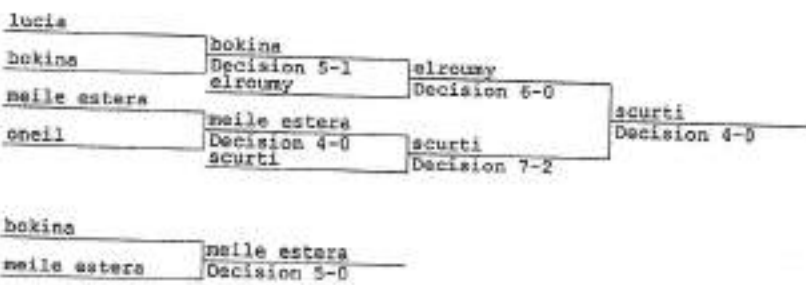 lucia
bokina
bokina
Decision 5-1
elroumy
elroumy
Decision 6-0
meile estera
oneil
meile estera
Decision 4-0
scurti
scurti
Decision 7-2
scurti
Decision 4-0
bokina
meile estera
meile estera
Decision 5-0